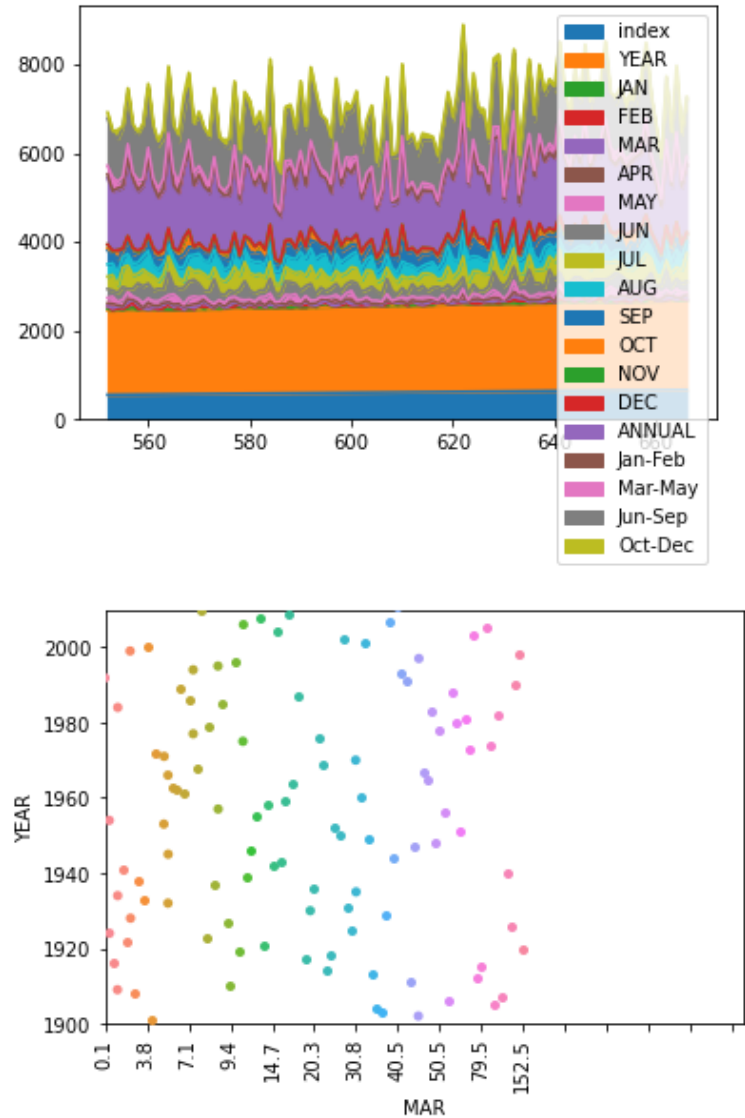 8000
6000
4000
2000
0
560
580
600
620
640
660
index
YEAR
JAN
FEB
MAR
APR
MAY
JUN
JUL
AUG
SEP
OCT
NOV
DEC
ANNUAL
Jan-Feb
Mar-May
Jun-Sep
Oct-Dec
2000
1980
1960
1940
1920
1900
YEAR
0.1
3.8
7.1
9.4
14.7
20.3
30.8
40.5
50.5
79.5
152.5
MAR